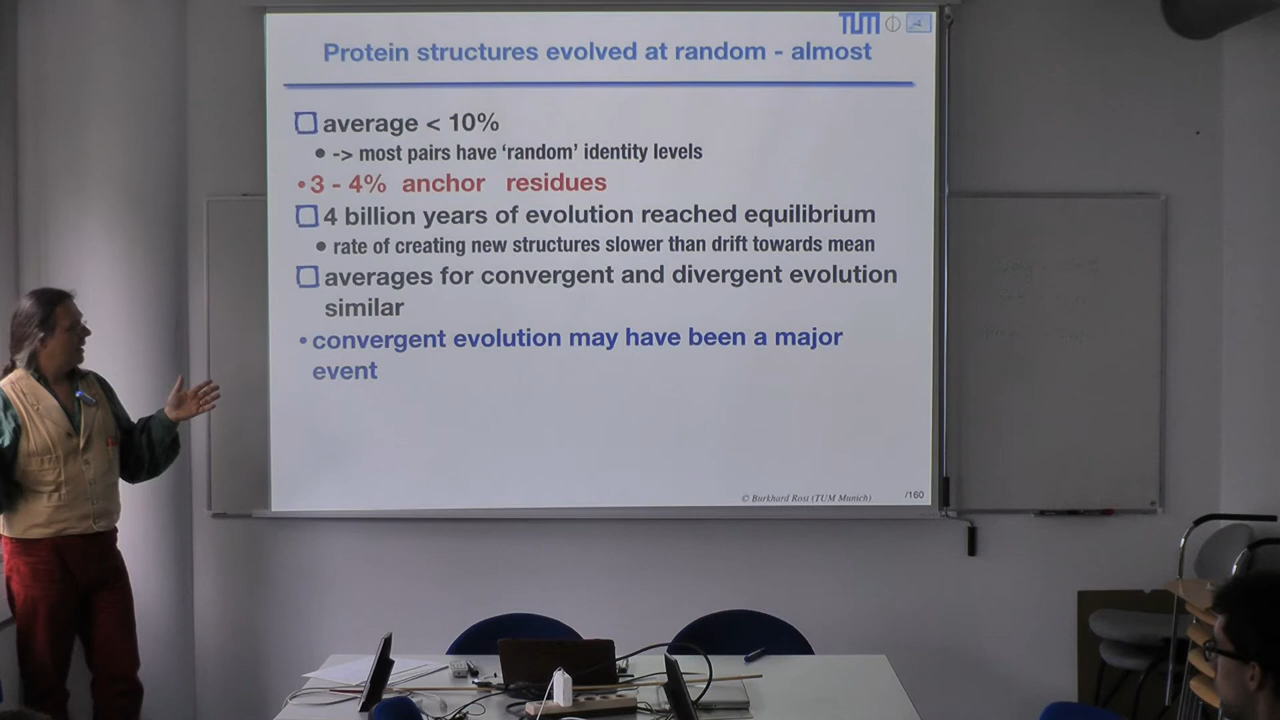 TUM
Protein structures evolved at random - almost
average < 10%
• -> most pairs have ‘random’ identity levels
• 3 - 4% anchor residues
4 billion years of evolution reached equilibrium
• rate of creating new structures slower than drift towards mean
averages for convergent and divergent evolution
similar
• convergent evolution may have been a major
event
© Burkhard Rost (TUM Munich)
/160